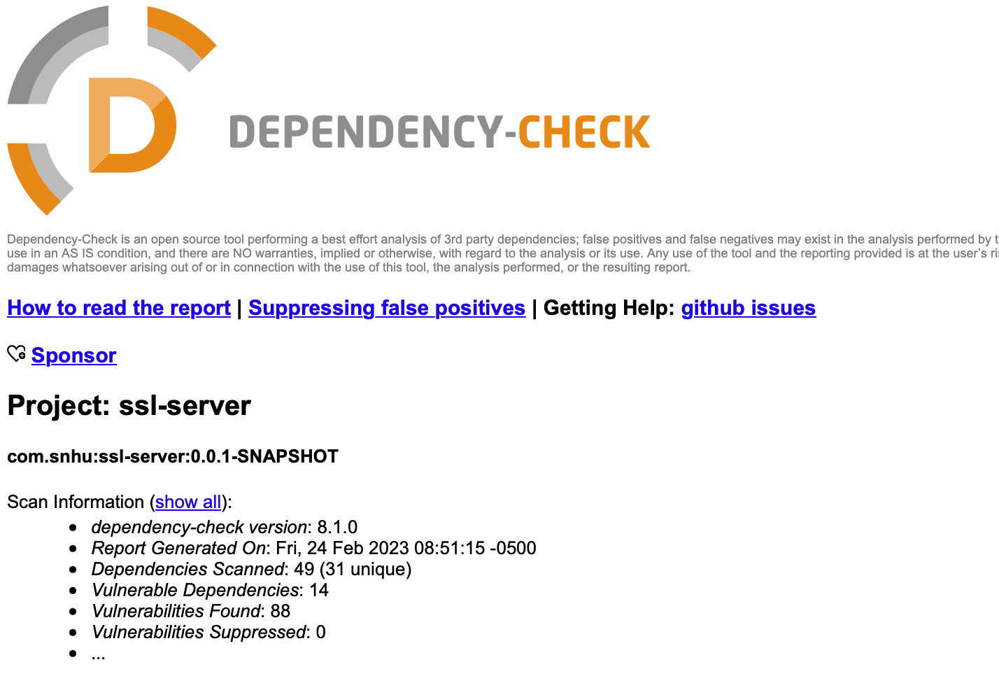 D
DEPENDENCY-CHECK
Dependency-Check is an open source tool performing a best effort analysis of 3rd party dependencies; false positives and false negatives may exist in the analysis performed by
use in an AS IS condition, and there are NO warranties, implied or otherwise, with regard to the analysis or its use. Any use of the tool and the reporting provided is at the user's
damages whatsoever arising out of or in connection with the use of this tool, the analysis performed, or the resulting report.
How to read the report | Suppressing false positives | Getting Help: github issues
Sponsor
Project: ssl-server
com.snhu:ssl-server:0.0.1-SNAPSHOT
Scan Information (show all):
• dependency-check version: 8.1.0
• Report Generated On: Fri, 24 Feb 2023 08:51:15 -0500
• Dependencies Scanned: 49 (31 unique)
• Vulnerable Dependencies: 14
• Vulnerabilities Found: 88
• Vulnerabilities Suppressed: 0
• ...